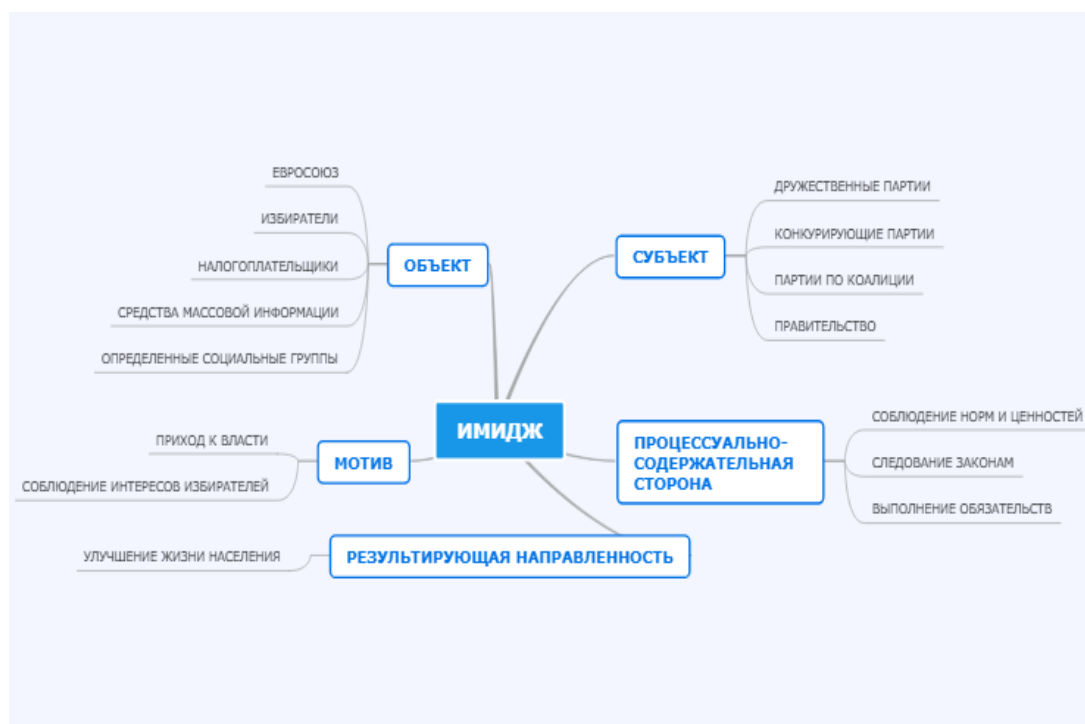 ЕВРОСОЮЗ
ИЗБИРАТЕЛИ
НАЛОГОПЛАТЕЛЬЩИКИ
СРЕДСТВА МАССОВОЙ ИНФОРМАЦИИ
ОПРЕДЕЛЕННЫЕ СОЦИАЛЬНЫЕ ГРУППЫ
ОБЪЕКТ
СУБЪЕКТ
ДРУЖЕСТВЕННЫЕ ПАРТИИ
КОНКУРИРУЮЩИЕ ПАРТИИ
ПАРТИИ ПО КОАЛИЦИИ
ПРАВИТЕЛЬСТВО
ИМИДЖ
ПРИХОД К ВЛАСТИ
СОБЛЮДЕНИЕ ИНТЕРЕСОВ ИЗБИРАТЕЛЕЙ
МОТИВ
ПРОЦЕССУАЛЬНО-
СОДЕРЖАТЕЛЬНАЯ
СТОРОНА
СОБЛЮДЕНИЕ НОРМ И ЦЕННОСТЕЙ
СЛЕДОВАНИЕ ЗАКОНАМ
ВЫПОЛНЕНИЕ ОБЯЗАТЕЛЬСТВ
УЛУЧШЕНИЕ ЖИЗНИ НАСЕЛЕНИЯ
РЕЗУЛЬТИРУЮЩАЯ НАПРАВЛЕННОСТЬ